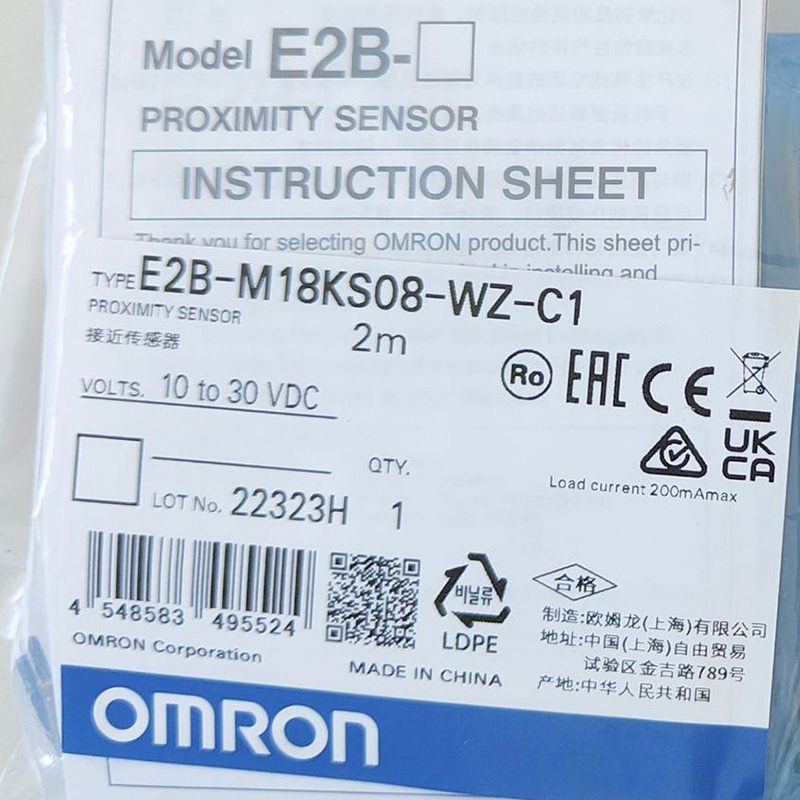 Model E2B-
PROXIMITY SENSOR
INSTRUCTION SHEET
Thank you for selecting OMRON product.This sheet pri-
installing and
TYPE E2B-M18KS08-WZ-C1
PROXIMITY SENSOR
2m
接近传感器
Ro EAC CE
VOLTS. 10 to 30 VDC
UK
CA
QTY.
Load current 200mAmax
LOT No. 22323H 1
비닐류
LDPE
合格
4 548583 495524
制造:欧姆龙(上海)有限公司
地址:中国(上海)自由贸易
试验区金吉路789号
产地:中华人民共和国
OMRON Corporation
MADE IN CHINA
OMRON